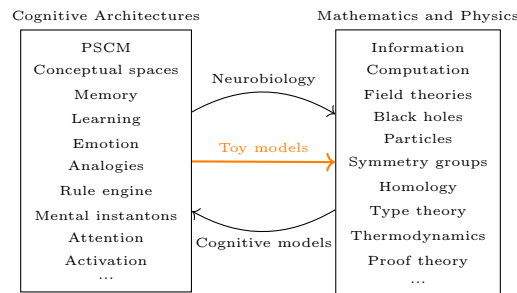 Cognitive Architectures
PSCM
Conceptual spaces
Memory
Learning
Emotion
Analogies
Rule engine
Mental instantons
Attention
Activation
...
Neurobiology
Toy models
Cognitive models
Mathematics and Physics
Information
Computation
Field theories
Black holes
Particles
Symmetry groups
Homology
Type theory
Thermodynamics
Proof theory
...